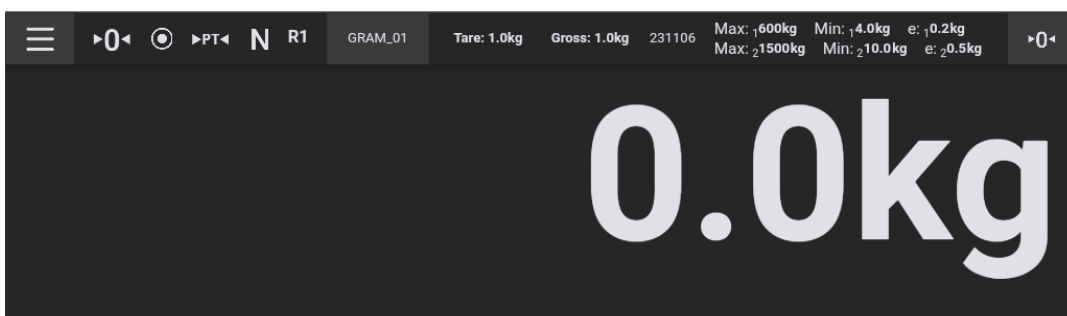 ▸0◂ ▸PT◂ N R1 GRAM_01 Tare: 1.0kg Gross: 1.0kg 231106 Max: ₁600kg Min: ₁4.0kg e: ₁0.2kg ▸0◂
Max: ₂1500kg Min: ₂10.0kg e: ₂0.5kg
0.0kg